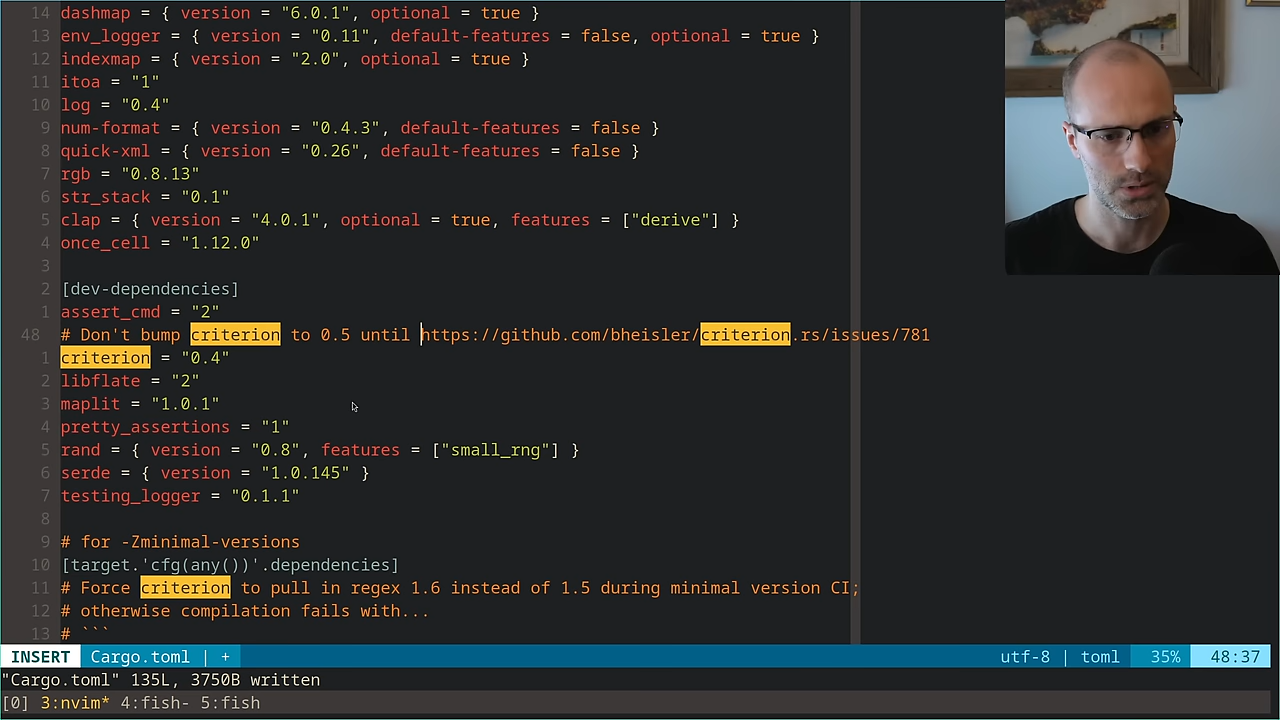 14 dashmap = { version = "6.0.1", optional = true }
13 env_logger = { version = "0.11", default-features = false, optional = true }
12 indexmap = { version = "2.0", optional = true }
11 itoa = "1"
10 log = "0.4"
9 num-format = { version = "0.4.3", default-features = false }
8 quick-xml = { version = "0.26", default-features = false }
7 rgb = "0.8.13"
6 str_stack = "0.1"
5 clap = { version = "4.0.1", optional = true, features = ["derive"] }
4 once_cell = "1.12.0"
3
2 [dev-dependencies]
1 assert_cmd = "2"
48 # Don't bump criterion to 0.5 until https://github.com/bheisler/criterion.rs/issues/781
1 criterion = "0.4"
2 libflate = "2"
3 maplit = "1.0.1"
4 pretty_assertions = "1"
5 rand = { version = "0.8", features = ["small_rng"] }
6 serde = { version = "1.0.145" }
7 testing_logger = "0.1.1"
8
9 # for -Zminimal-versions
10 [target.'cfg(any())'.dependencies]
11 # Force criterion to pull in regex 1.6 instead of 1.5 during minimal version CI;
12 # otherwise compilation fails with...
13 # ```
INSERT Cargo.toml | + utf-8 | toml 35% 48:37
"Cargo.toml" 135L, 3750B written
[0] 3:nvim* 4:fish- 5:fish